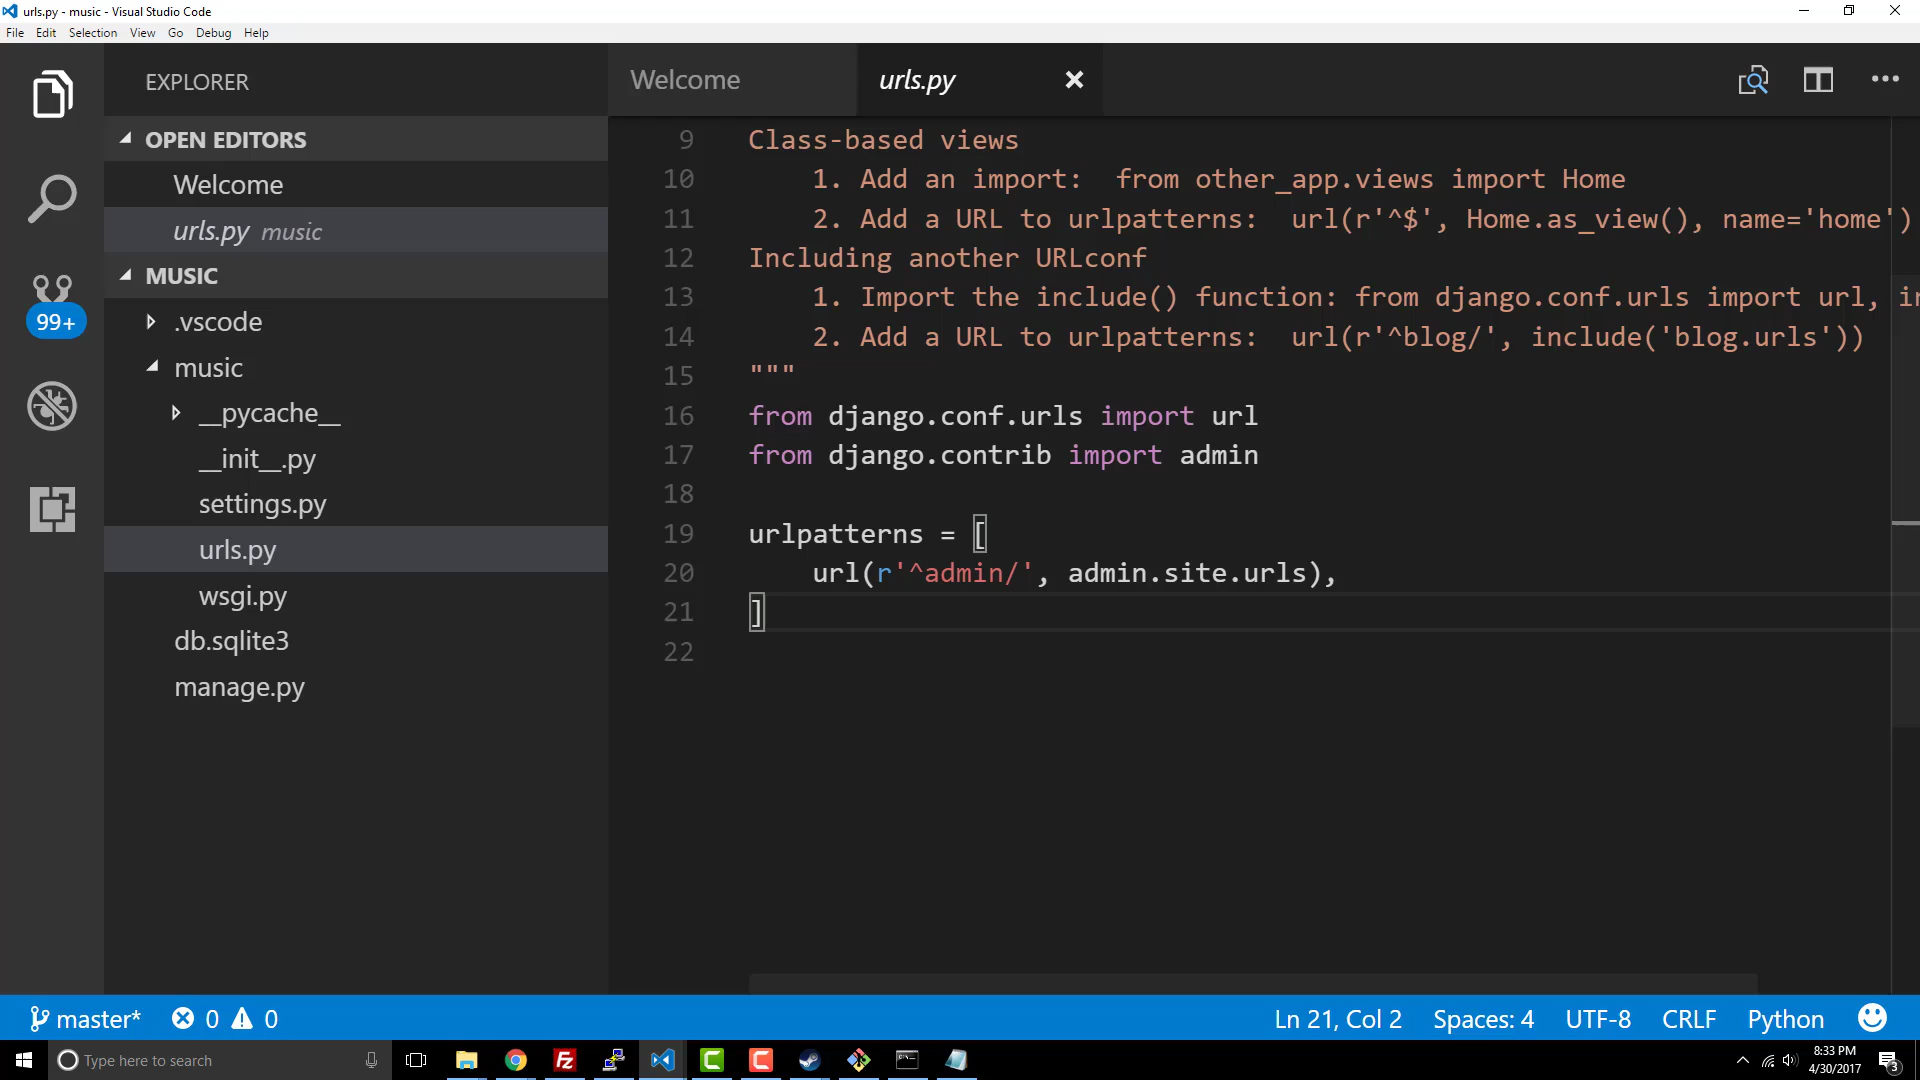 urls.py - music - Visual Studio Code
File Edit Selection View Go Debug Help
EXPLORER
OPEN EDITORS
Welcome
urls.py music
MUSIC
.vscode
music
__pycache__
__init__.py
settings.py
urls.py
wsgi.py
db.sqlite3
manage.py
99+
Welcome urls.py
9 Class-based views
10 1. Add an import:  from other_app.views import Home
11 2. Add a URL to urlpatterns:  url(r'^$', Home.as_view(), name='home')
12 Including another URLconf
13 1. Import the include() function: from django.conf.urls import url, in
14 2. Add a URL to urlpatterns:  url(r'^blog/', include('blog.urls'))
15 """
16 from django.conf.urls import url
17 from django.contrib import admin
18
19 urlpatterns = [
20 url(r'^admin/', admin.site.urls),
21 ]
22
master* 0 0 Ln 21, Col 2 Spaces: 4 UTF-8 CRLF Python
Type here to search
8:33 PM
4/30/2017
3